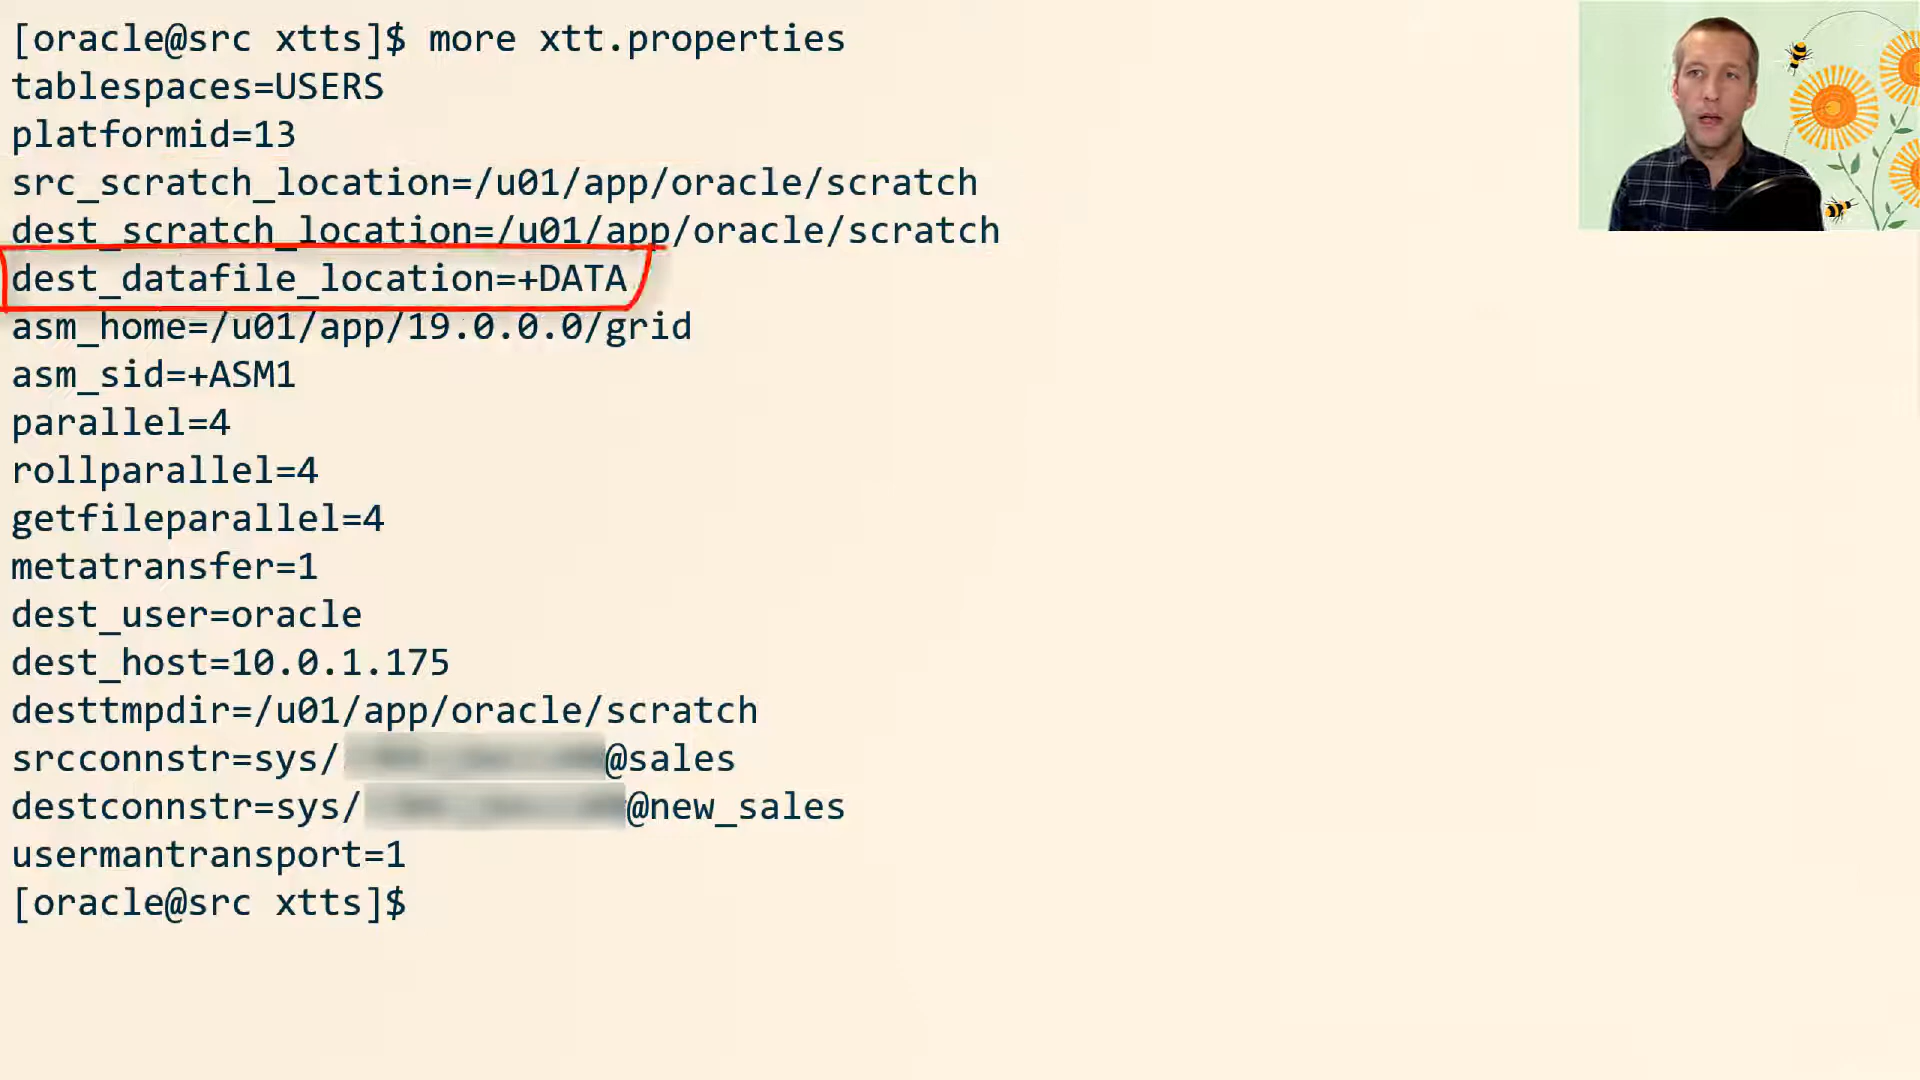 [oracle@src xtts]$ more xtt.properties
tablespaces=USERS
platformid=13
src_scratch_location=/u01/app/oracle/scratch
dest_scratch_location=/u01/app/oracle/scratch
dest_datafile_location=+DATA
asm_home=/u01/app/19.0.0.0/grid
asm_sid=+ASM1
parallel=4
rollparallel=4
getfileparallel=4
metatransfer=1
dest_user=oracle
dest_host=10.0.1.175
desttmpdir=/u01/app/oracle/scratch
srcconnstr=sys/ @sales
destconnstr=sys/ @new_sales
usermantransport=1
[oracle@src xtts]$